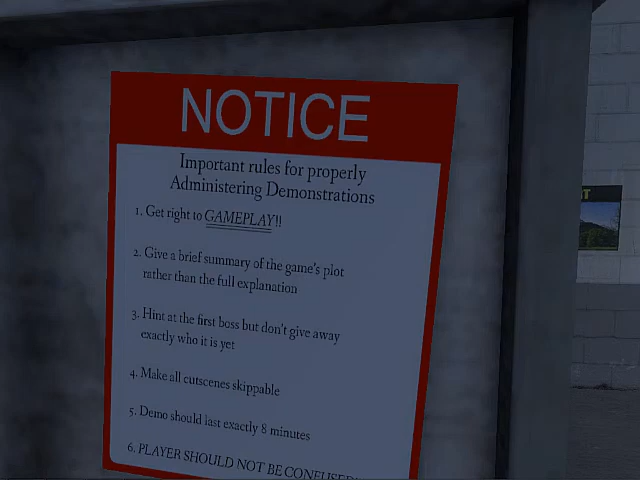 NOTICE
Important rules for properly
Administering Demonstrations
1. Get right to GAMEPLAY!!
2. Give a brief summary of the game's plot
rather than the full explanation
3. Hint at the first boss but don't give away
exactly who it is yet
4. Make all cutscenes skippable
5. Demo should last exactly 8 minutes
6. PLAYER SHOULD NOT BE CONFUSED